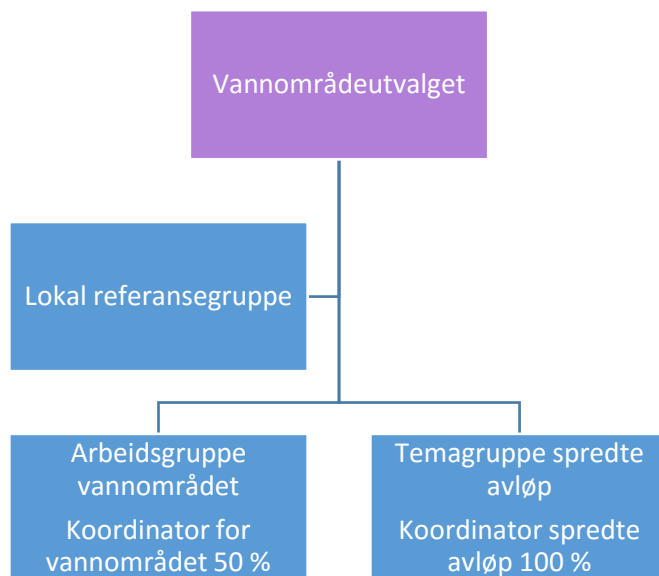 Vannområdeutvalget
Lokal referansegruppe
Arbeidsgruppe
vannområdet
Koordinator for
vannområdet 50 %
Temagruppe spredte
avløp
Koordinator spredte
avløp 100 %